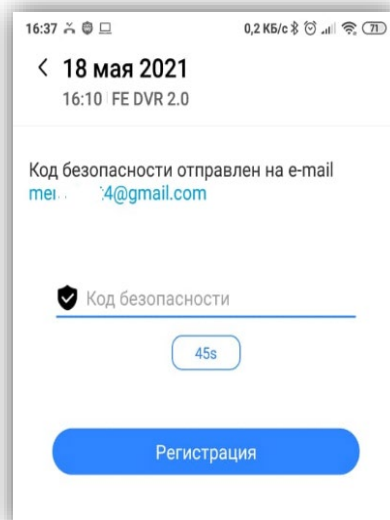 16:37 0,2 КБ/с 71
18 мая 2021
16:10 FE DVR 2.0
Код безопасности отправлен на e-mail
4@gmail.com
Код безопасности
45s
Регистрация